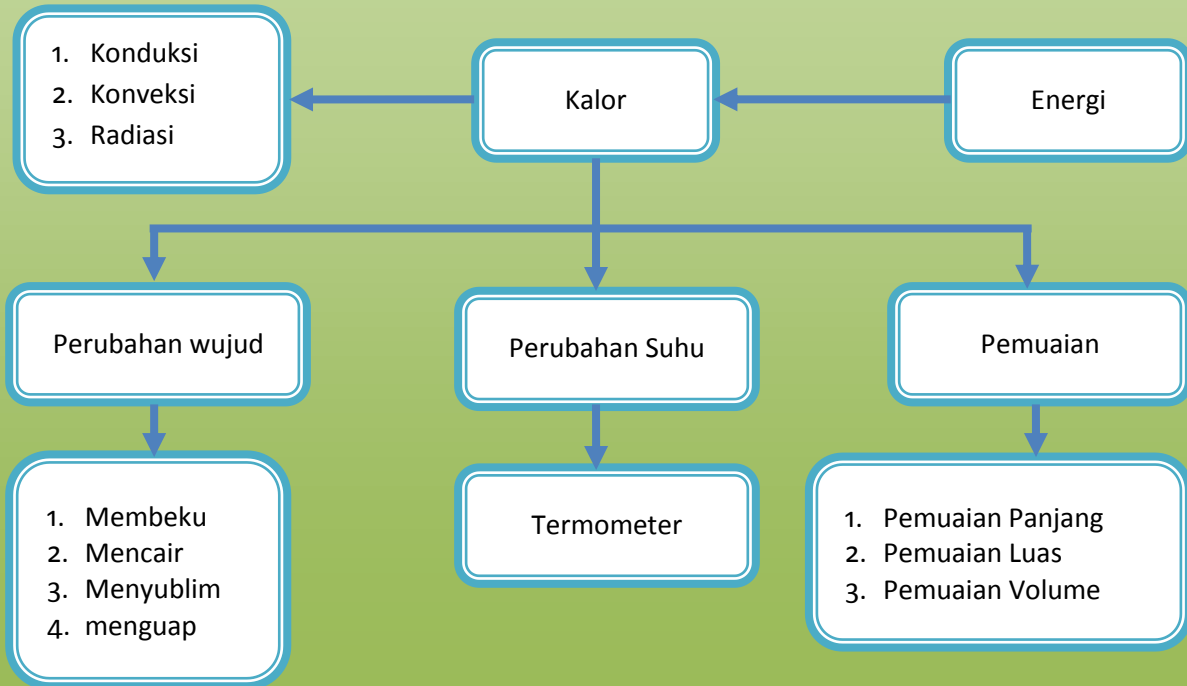 1. Konduksi
2. Konveksi
3. Radiasi
Kalor
Energi
Perubahan wujud
Perubahan Suhu
Pemuaian
1. Membeku
2. Mencair
3. Menyublim
4. menguap
Termometer
1. Pemuaian Panjang
2. Pemuaian Luas
3. Pemuaian Volume